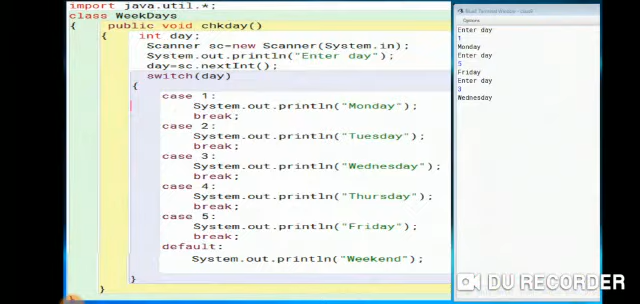 import java.util.*;
class WeekDays
{ public void chkday()
{ int day;
Scanner sc=new Scanner(System.in);
System.out.println("Enter day");
day=sc.nextInt();
switch(day)
{
case 1:
System.out.println("Monday");
break;
case 2:
System.out.println("Tuesday");
break;
case 3:
System.out.println("Wednesday");
break;
case 4:
System.out.println("Thursday");
break;
case 5:
System.out.println("Friday");
break;
default:
System.out.println("Weekend");
}
}
BlueJ: Terminal Window -
Options
Enter day
1
Monday
Enter day
5
Friday
Enter day
3
Wednesday
DU RECORDER